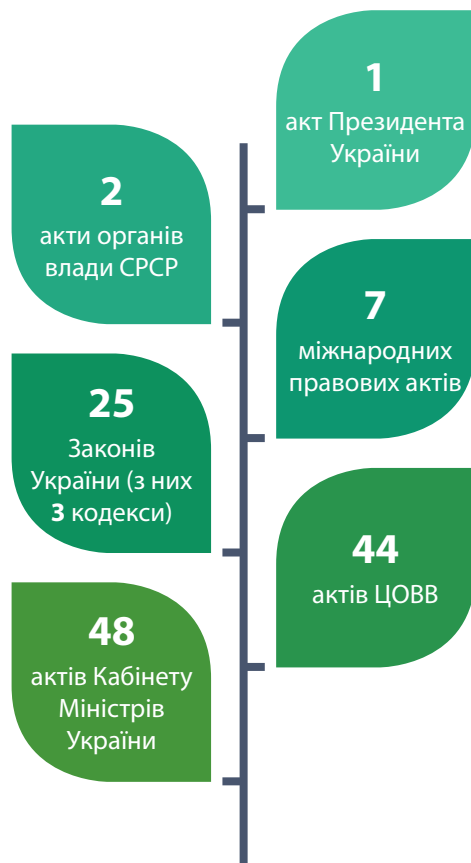 1
акт Президента
України
2
акти органів
влади СРСР
7
міжнародних
правових актів
25
Законів
України (з них
3 кодекси)
44
актів ЦОВВ
48
актів Кабінету
Міністрів
України